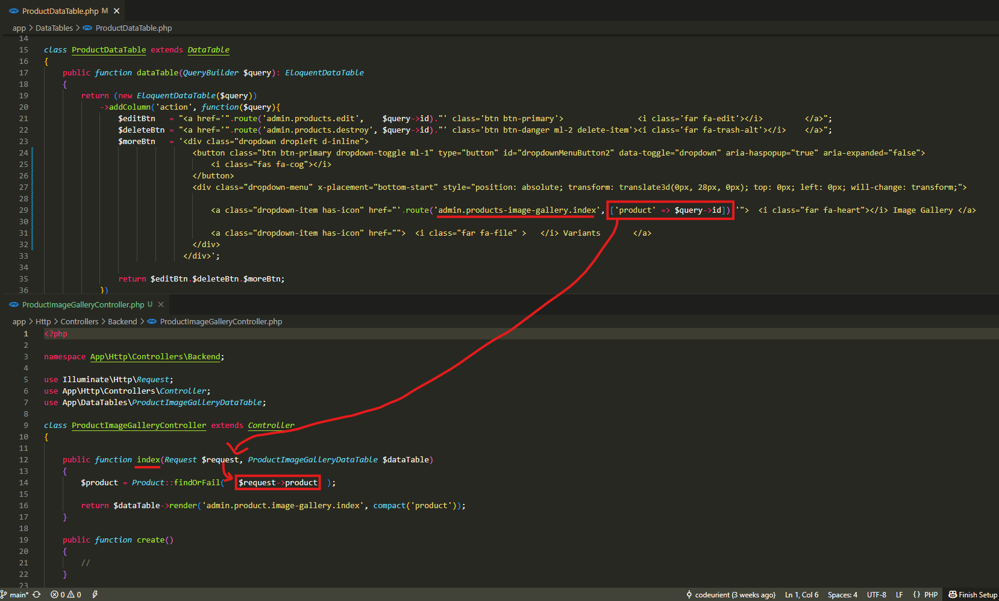 ProductDataTable.php M ×
app > DataTables > ProductDataTable.php
14
15 class ProductDataTable extends DataTable
16 {
17 public function dataTable(QueryBuilder $query): EloquentDataTable
18 {
19 return (new EloquentDataTable($query))
20 ->addColumn('action', function($query){
21 $editBtn = "<a href='".route('admin.products.edit', $query->id)."' class='btn btn-primary'> <i class='far fa-edit'></i> </a>";
22 $deleteBtn = "<a href='".route('admin.products.destroy', $query->id)."' class='btn btn-danger ml-2 delete-item'><i class='far fa-trash-alt'></i> </a>";
23 $moreBtn = '<div class="dropdown dropleft d-inline">
24 <button class="btn btn-primary dropdown-toggle ml-1" type="button" id="dropdownMenuButton2" data-toggle="dropdown" aria-haspopup="true" aria-expanded="false">
25 <i class="fas fa-cog"></i>
26 </button>
27 <div class="dropdown-menu" x-placement="bottom-start" style="position: absolute; transform: translate3d(0px, 28px, 0px); top: 0px; left: 0px; will-change: transform;">
28
29 <a class="dropdown-item has-icon" href="'.route('admin.products-image-gallery.index', ['product' => $query->id]).'"> <i class="far fa-heart"></i> Image Gallery </a>
30
31 <a class="dropdown-item has-icon" href=""> <i class="far fa-file" > </i> Variants </a>
32 </div>
33 </div>';
34
35 return $editBtn.$deleteBtn.$moreBtn;
36 })
ProductImageGalleryController.php U ×
app > Http > Controllers > Backend > ProductImageGalleryController.php
1 <?php
2
3 namespace App\Http\Controllers\Backend;
4
5 use Illuminate\Http\Request;
6 use App\Http\Controllers\Controller;
7 use App\DataTables\ProductImageGalleryDataTable;
8
9 class ProductImageGalleryController extends Controller
10 {
11
12 public function index(Request $request, ProductImageGalleryDataTable $dataTable)
13 {
14 $product = Product::findOrFail( $request->product );
15
16 return $dataTable->render('admin.product.image-gallery.index', compact('product'));
17 }
18
19 public function create()
20 {
21 //
22 }
23
main* 0 0 codeurient (3 weeks ago) Ln 1, Col 6 Spaces: 4 UTF-8 LF {} PHP Finish Setup